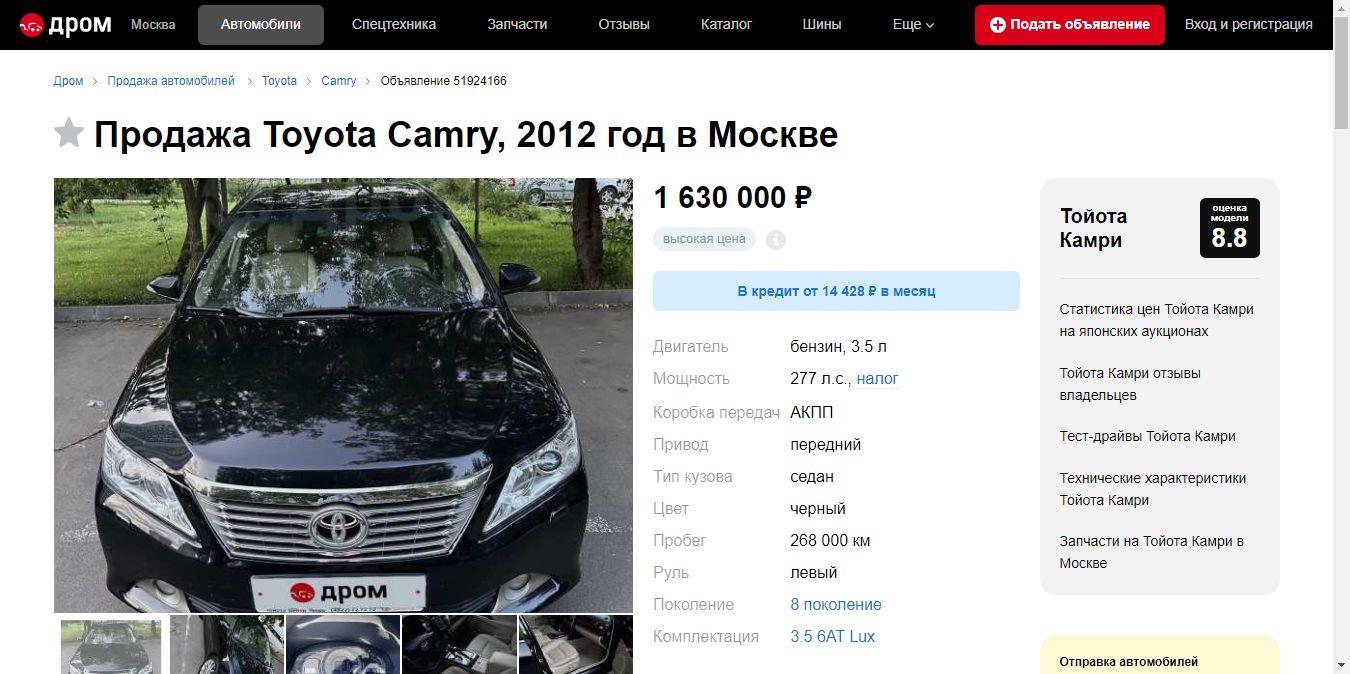 дром
Москва
Автомобили
Спецтехника
Запчасти
Отзывы
Каталог
Шины
Еще
Подать объявление
Вход и регистрация
Дром
Продажа автомобилей
Toyota
Camry
Объявление 51924166
Продажа Toyota Camry, 2012 год в Москве
дром
1 630 000 ₽
высокая цена
В кредит от 14 428 ₽ в месяц
Двигатель бензин, 3.5 л
Мощность 277 л.с., налог
Коробка передач АКПП
Привод передний
Тип кузова седан
Цвет черный
Пробег 268 000 км
Руль левый
Поколение 8 поколение
Комплектация 3.5 6AT Lux
Тойота
Камри
оценка
модели
8.8
Статистика цен Тойота Камри
на японских аукционах
Тойота Камри отзывы
владельцев
Тест-драйвы Тойота Камри
Технические характеристики
Тойота Камри
Запчасти на Тойота Камри в
Москве
Отправка автомобилей